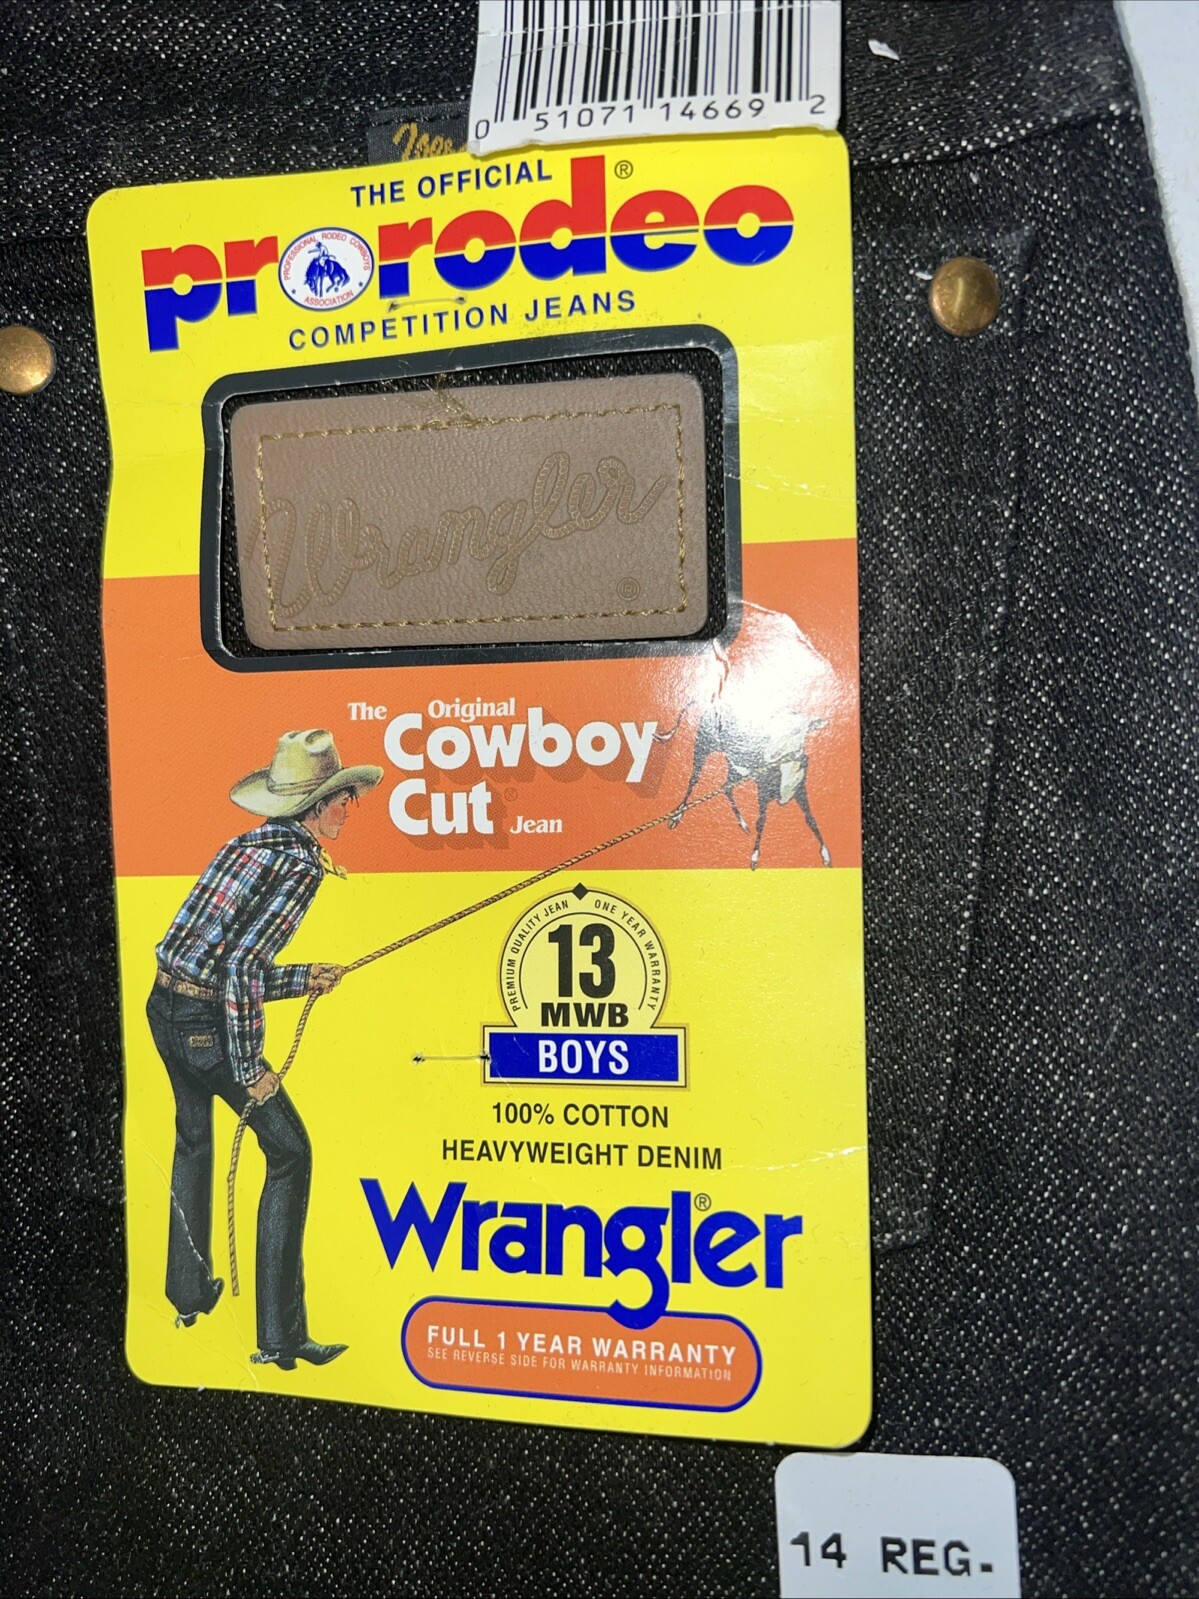 0 51071 14669 2
THE OFFICIAL
prorodeo®
PROFESSIONAL RODEO COWBOYS
ASSOCIATION
COMPETITION JEANS
Wrangler
®
The Original
Cowboy
Cut® Jean
PREMIUM QUALITY JEAN ONE YEAR WARRANTY
13
MWB
BOYS
100% COTTON
HEAVYWEIGHT DENIM
Wrangler®
FULL 1 YEAR WARRANTY
SEE REVERSE SIDE FOR WARRANTY INFORMATION
14 REG.